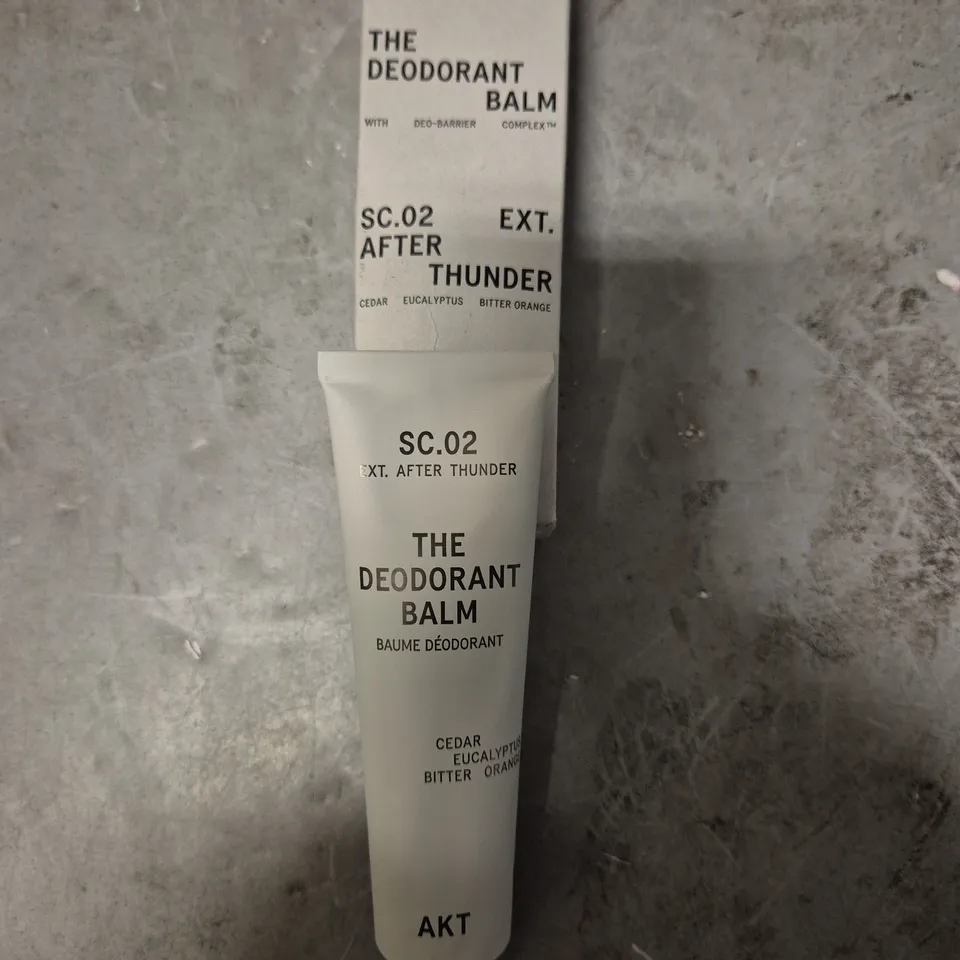 THE
DEODORANT
BALM
WITH DEO-BARRIER COMPLEX™
SC.02 EXT.
AFTER
THUNDER
CEDAR EUCALYPTUS BITTER ORANGE
SC.02
EXT. AFTER THUNDER
THE
DEODORANT
BALM
BAUME DÉODORANT
CEDAR
EUCALYPTUS
BITTER ORANGE
AKT